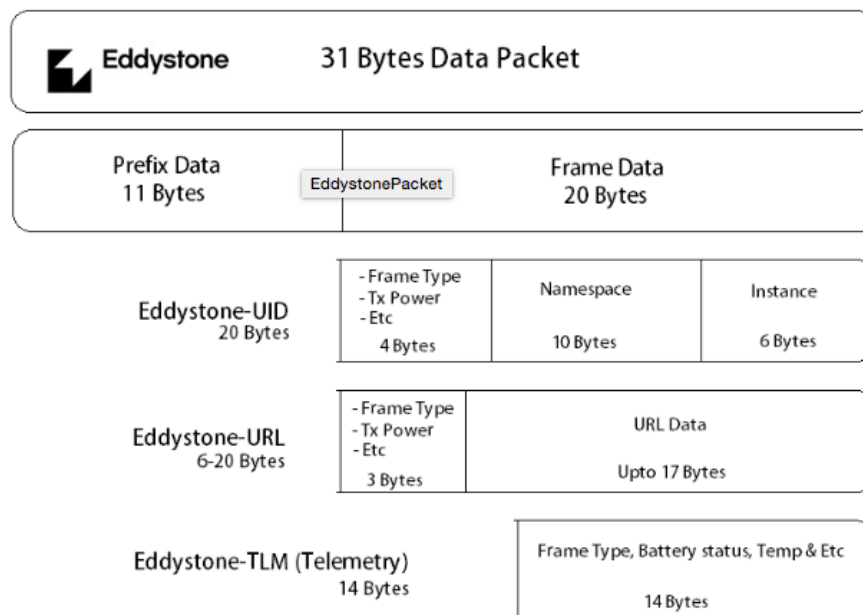 Eddystone
31 Bytes Data Packet
Prefix Data
11 Bytes
EddystonePacket
Frame Data
20 Bytes
Eddystone-UID
20 Bytes
- Frame Type
- Tx Power
- Etc
4 Bytes
Namespace
10 Bytes
Instance
6 Bytes
Eddystone-URL
6-20 Bytes
- Frame Type
- Tx Power
- Etc
3 Bytes
URL Data
Upto 17 Bytes
Eddystone-TLM (Telemetry)
14 Bytes
Frame Type, Battery status, Temp & Etc
14 Bytes